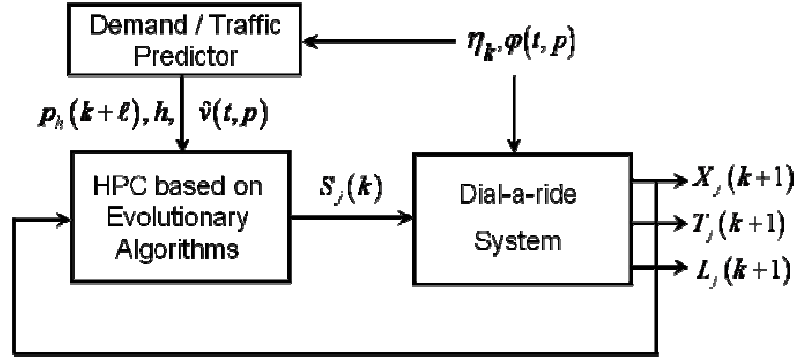 Demand / Traffic
Predictor
η_k, φ(t, p)
p_h(k+ℓ), h, v̂(t, p)
HPC based on
Evolutionary
Algorithms
S_j(k)
Dial-a-ride
System
X_j(k+1)
T_j(k+1)
L_j(k+1)